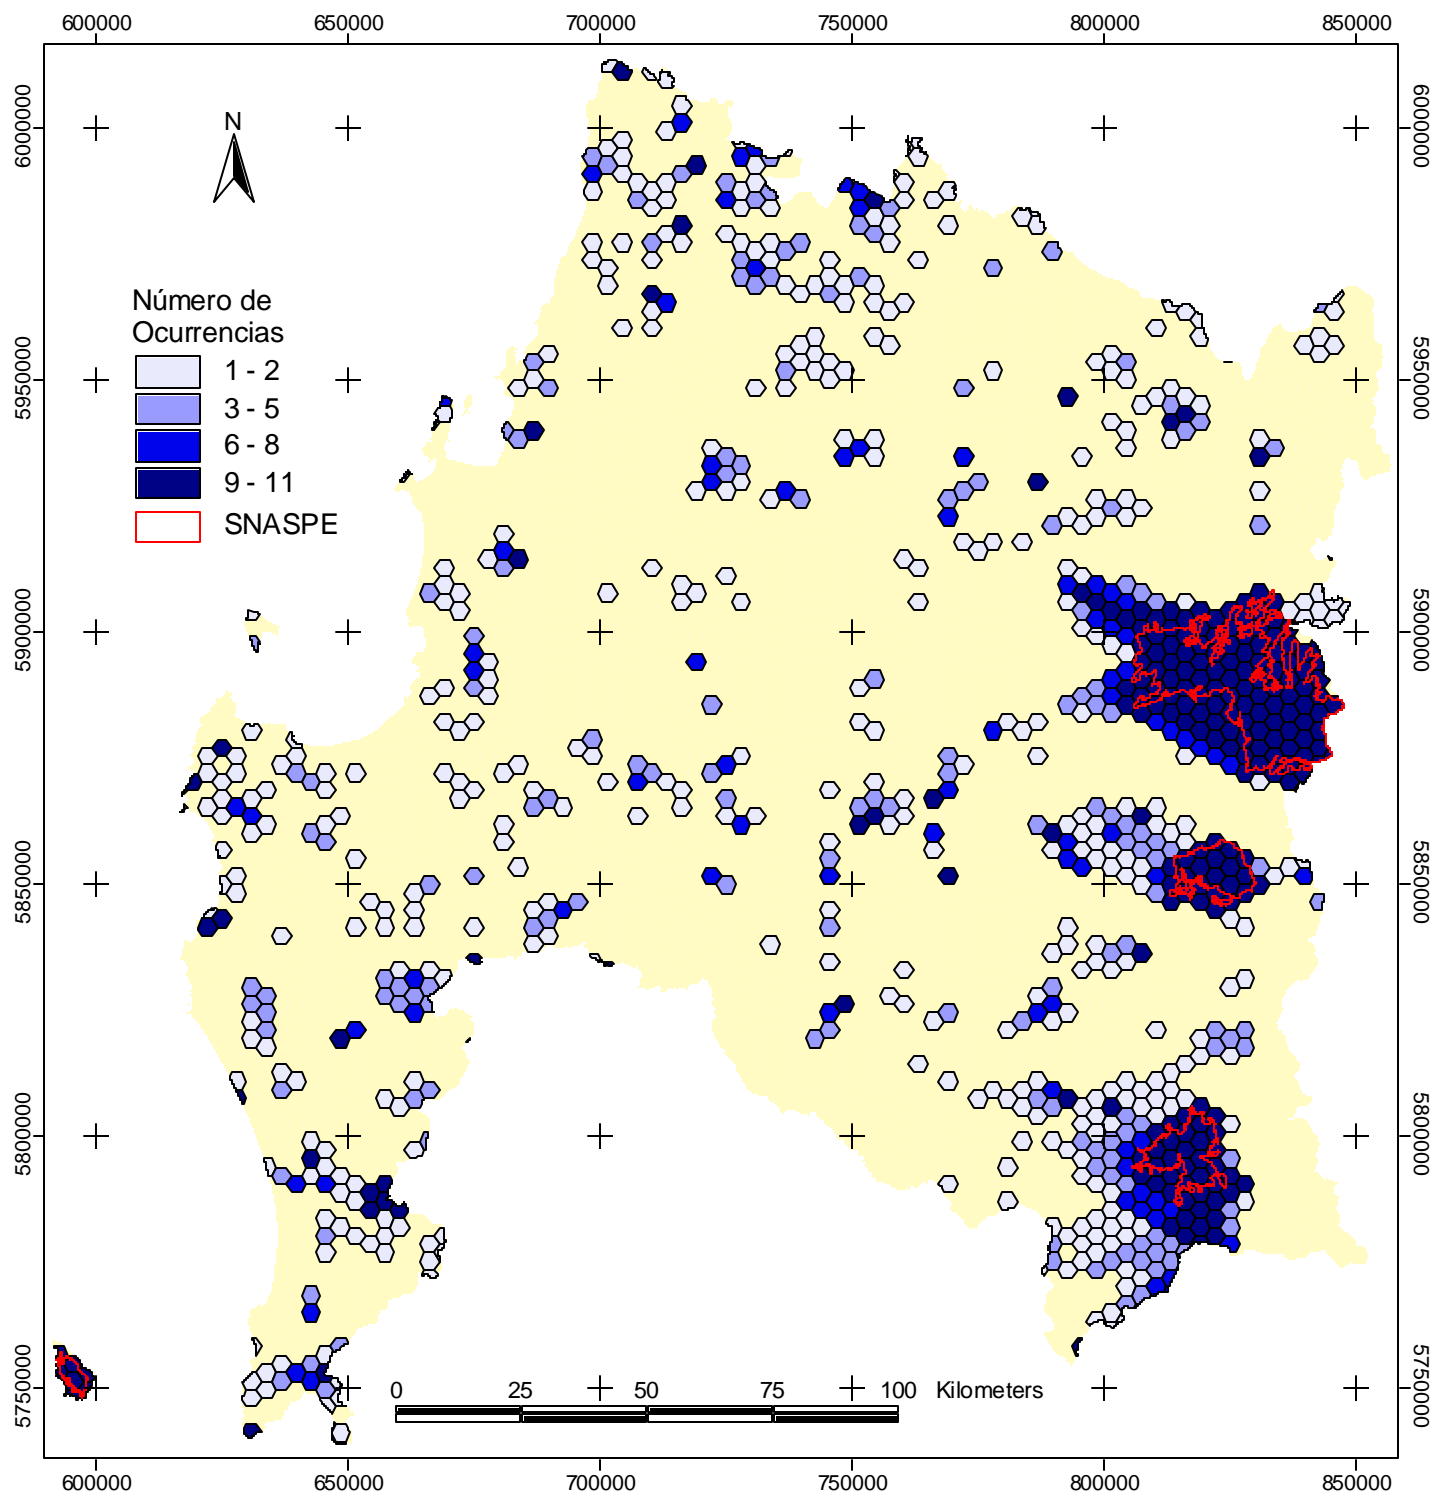 600000 650000 700000 750000 800000 850000
6000000 6000000
N
Número de
Ocurrencias
1 - 2
3 - 5
6 - 8
9 - 11
SNASPE
5950000 5950000
5900000 5900000
5850000 5850000
5800000 5800000
5750000 5750000
0 25 50 75 100 Kilometers
600000 650000 700000 750000 800000 850000